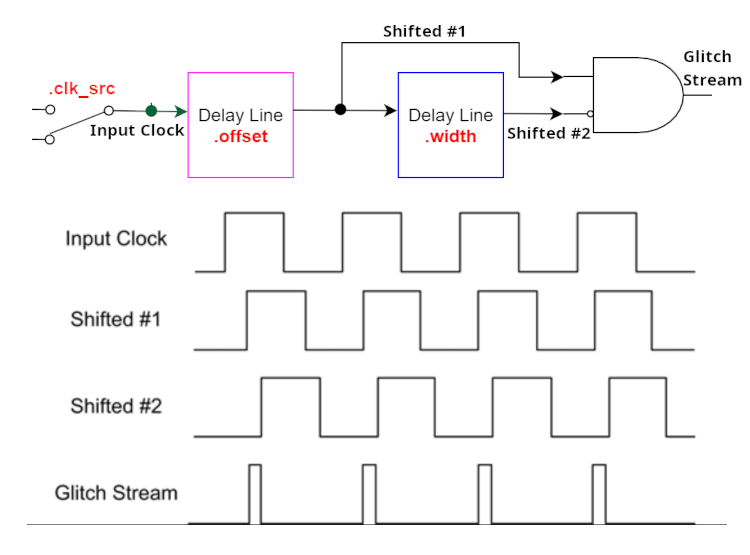 Shifted #1
Glitch
Stream
.clk_src
Input Clock
Delay Line
.offset
Delay Line
.width
Shifted #2
Input Clock
Shifted #1
Shifted #2
Glitch Stream